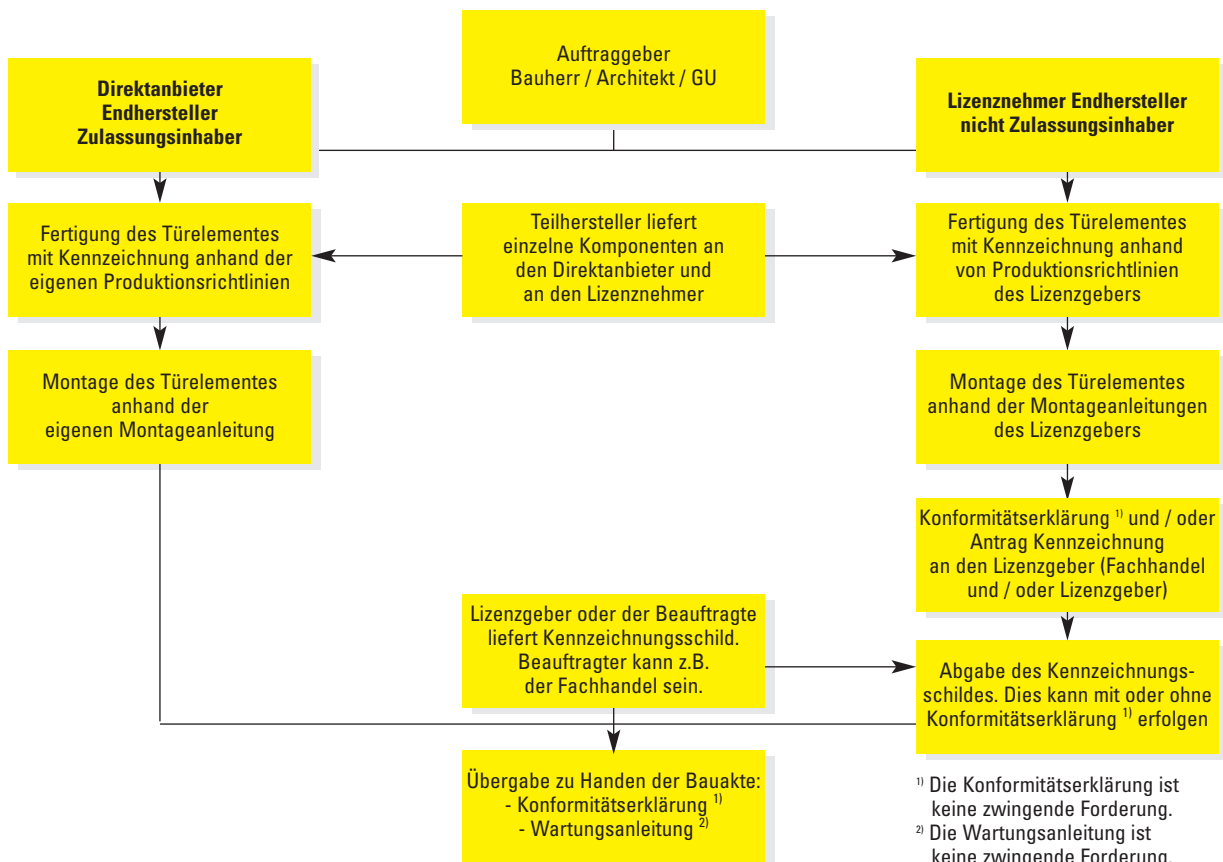 Auftraggeber
Bauherr / Architekt / GU
Direktanbieter
Endhersteller
Zulassungsinhaber
Lizenznehmer Endhersteller
nicht Zulassungsinhaber
Fertigung des Türelementes
mit Kennzeichnung anhand der
eigenen Produktionsrichtlinien
Teilhersteller liefert
einzelne Komponenten an
den Direktanbieter und
an den Lizenznehmer
Fertigung des Türelementes
mit Kennzeichnung anhand
von Produktionsrichtlinien
des Lizenzgebers
Montage des Türelementes
anhand der
eigenen Montageanleitung
Montage des Türelementes
anhand der Montageanleitungen
des Lizenzgebers
Konformitätserklärung ¹⁾ und / oder
Antrag Kennzeichnung
an den Lizenzgeber (Fachhandel
und / oder Lizenzgeber)
Lizenzgeber oder der Beauftragte
liefert Kennzeichnungsschild.
Beauftragter kann z.B.
der Fachhandel sein.
Abgabe des Kennzeichnungs-
schildes. Dies kann mit oder ohne
Konformitätserklärung ¹⁾ erfolgen
Übergabe zu Handen der Bauakte:
- Konformitätserklärung ¹⁾
- Wartungsanleitung ²⁾
¹⁾ Die Konformitätserklärung ist
keine zwingende Forderung.
²⁾ Die Wartungsanleitung ist
keine zwingende Forderung.